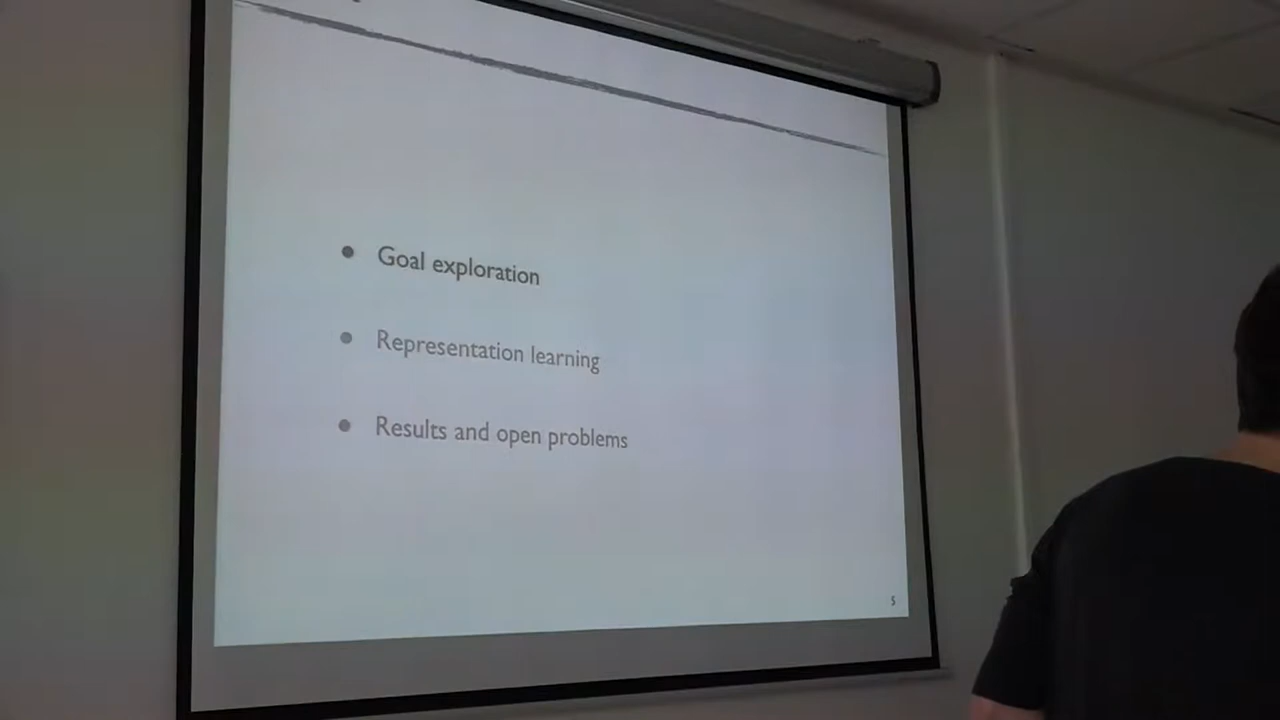 • Goal exploration
• Representation learning
• Results and open problems
5